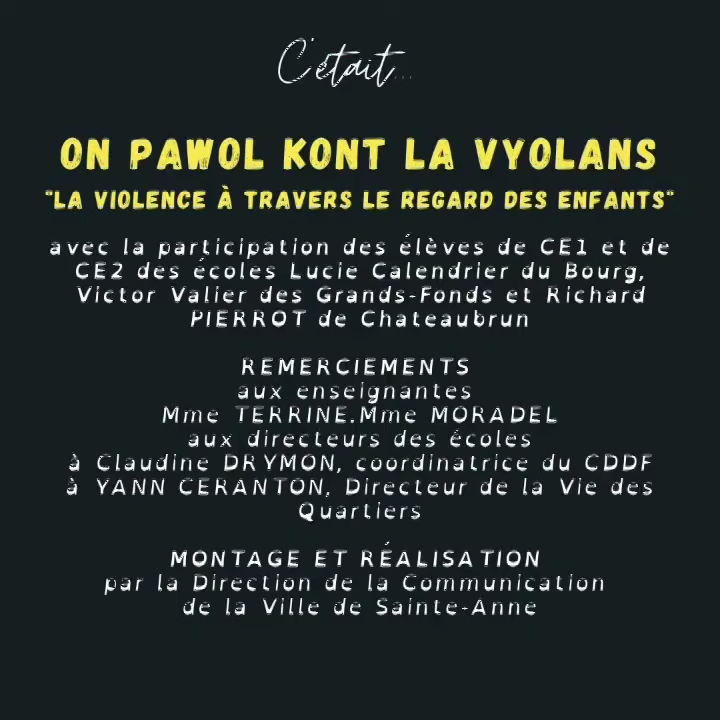 C'était...
ON PAWOL KONT LA VYOLANS
"LA VIOLENCE À TRAVERS LE REGARD DES ENFANTS"
avec la participation des élèves de CE1 et de
CE2 des écoles Lucie Calendrier du Bourg,
Victor Valier des Grands-Fonds et Richard
PIERROT de Chateaubrun
REMERCIEMENTS
aux enseignantes
Mme TERRINE.Mme MORADEL
aux directeurs des écoles
à Claudine DRYMON, coordinatrice du CDDF
à YANN CERANTON, Directeur de la Vie des
Quartiers
MONTAGE ET RÉALISATION
par la Direction de la Communication
de la Ville de Sainte-Anne